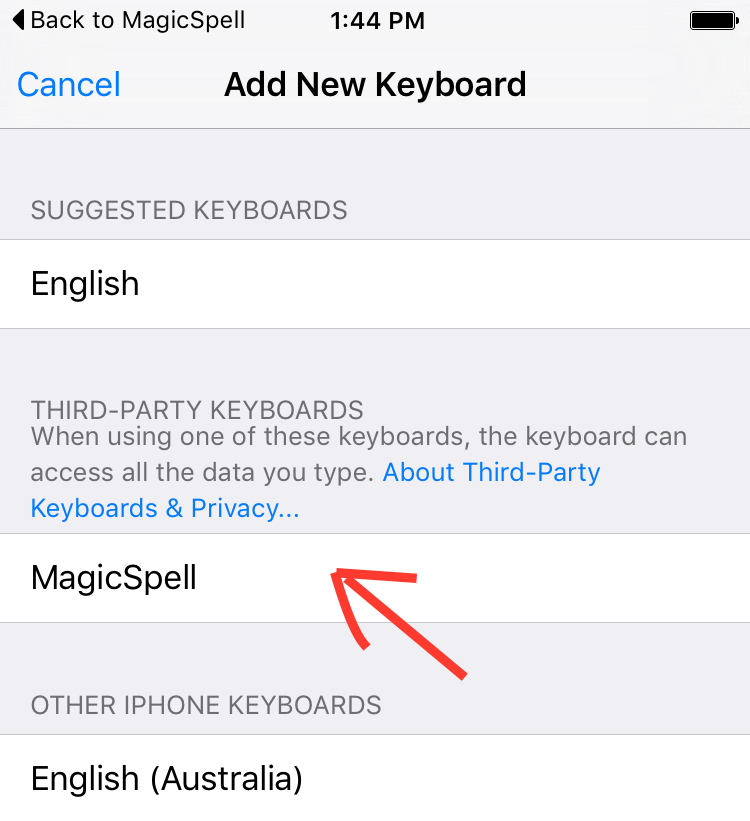 Back to MagicSpell 1:44 PM
Cancel Add New Keyboard
SUGGESTED KEYBOARDS
English
THIRD-PARTY KEYBOARDS
When using one of these keyboards, the keyboard can
access all the data you type. About Third-Party
Keyboards & Privacy...
MagicSpell
OTHER IPHONE KEYBOARDS
English (Australia)